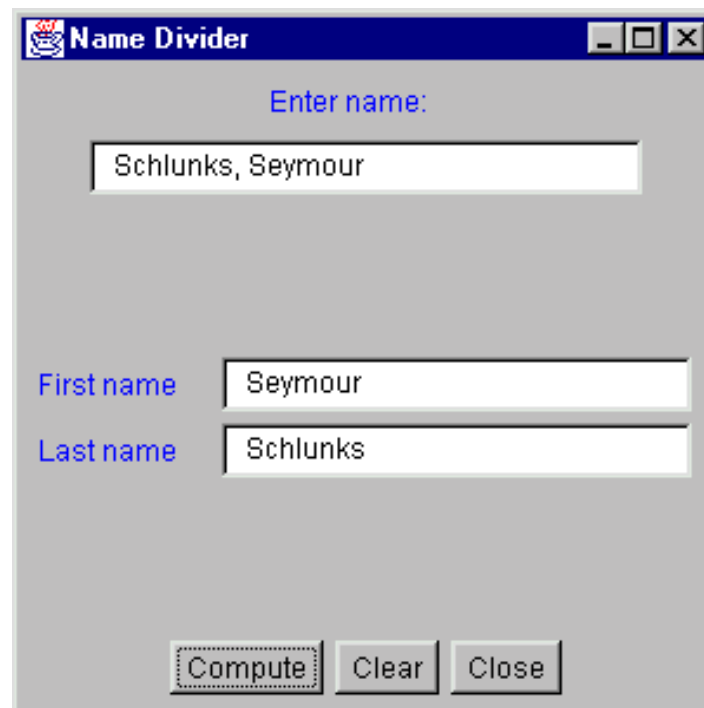 Name Divider
Enter name:
Schlunks, Seymour
First name Seymour
Last name Schlunks
Compute Clear Close